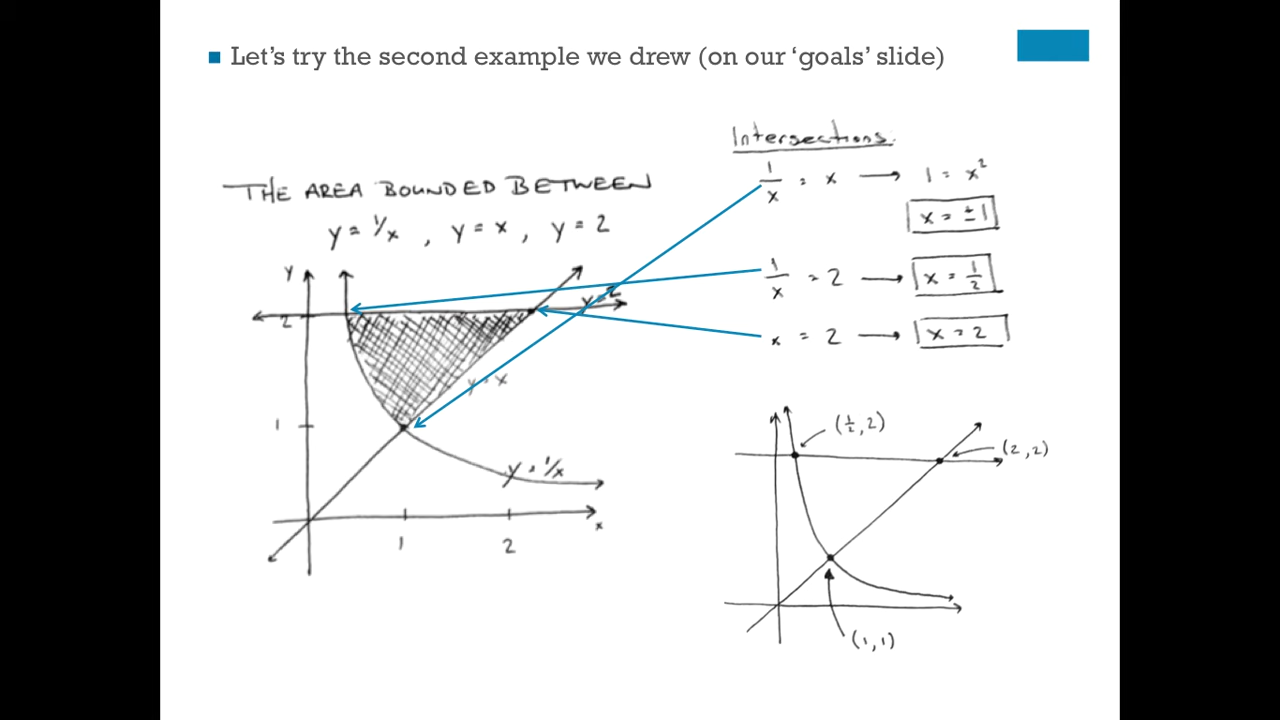 Let's try the second example we drew (on our 'goals' slide)
THE AREA BOUNDED BETWEEN
y = 1/x , y = x , y = 2
Intersections:
1/x = x → 1 = x²
x = ±1
1/x = 2 → x = 1/2
x = 2 → x = 2
y
y=2
2
y = x
1
y = 1/x
x
1
2
(1/2, 2)
(2, 2)
(1, 1)